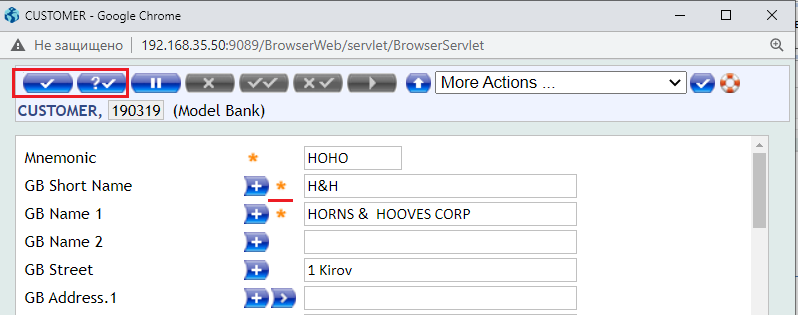 CUSTOMER - Google Chrome
Не защищено 192.168.35.50:9089/BrowserWeb/servlet/BrowserServlet
More Actions ...
CUSTOMER, 190319 (Model Bank)
Mnemonic * HOHO
GB Short Name * H&H
GB Name 1 * HORNS &  HOOVES CORP
GB Name 2
GB Street 1 Kirov
GB Address.1